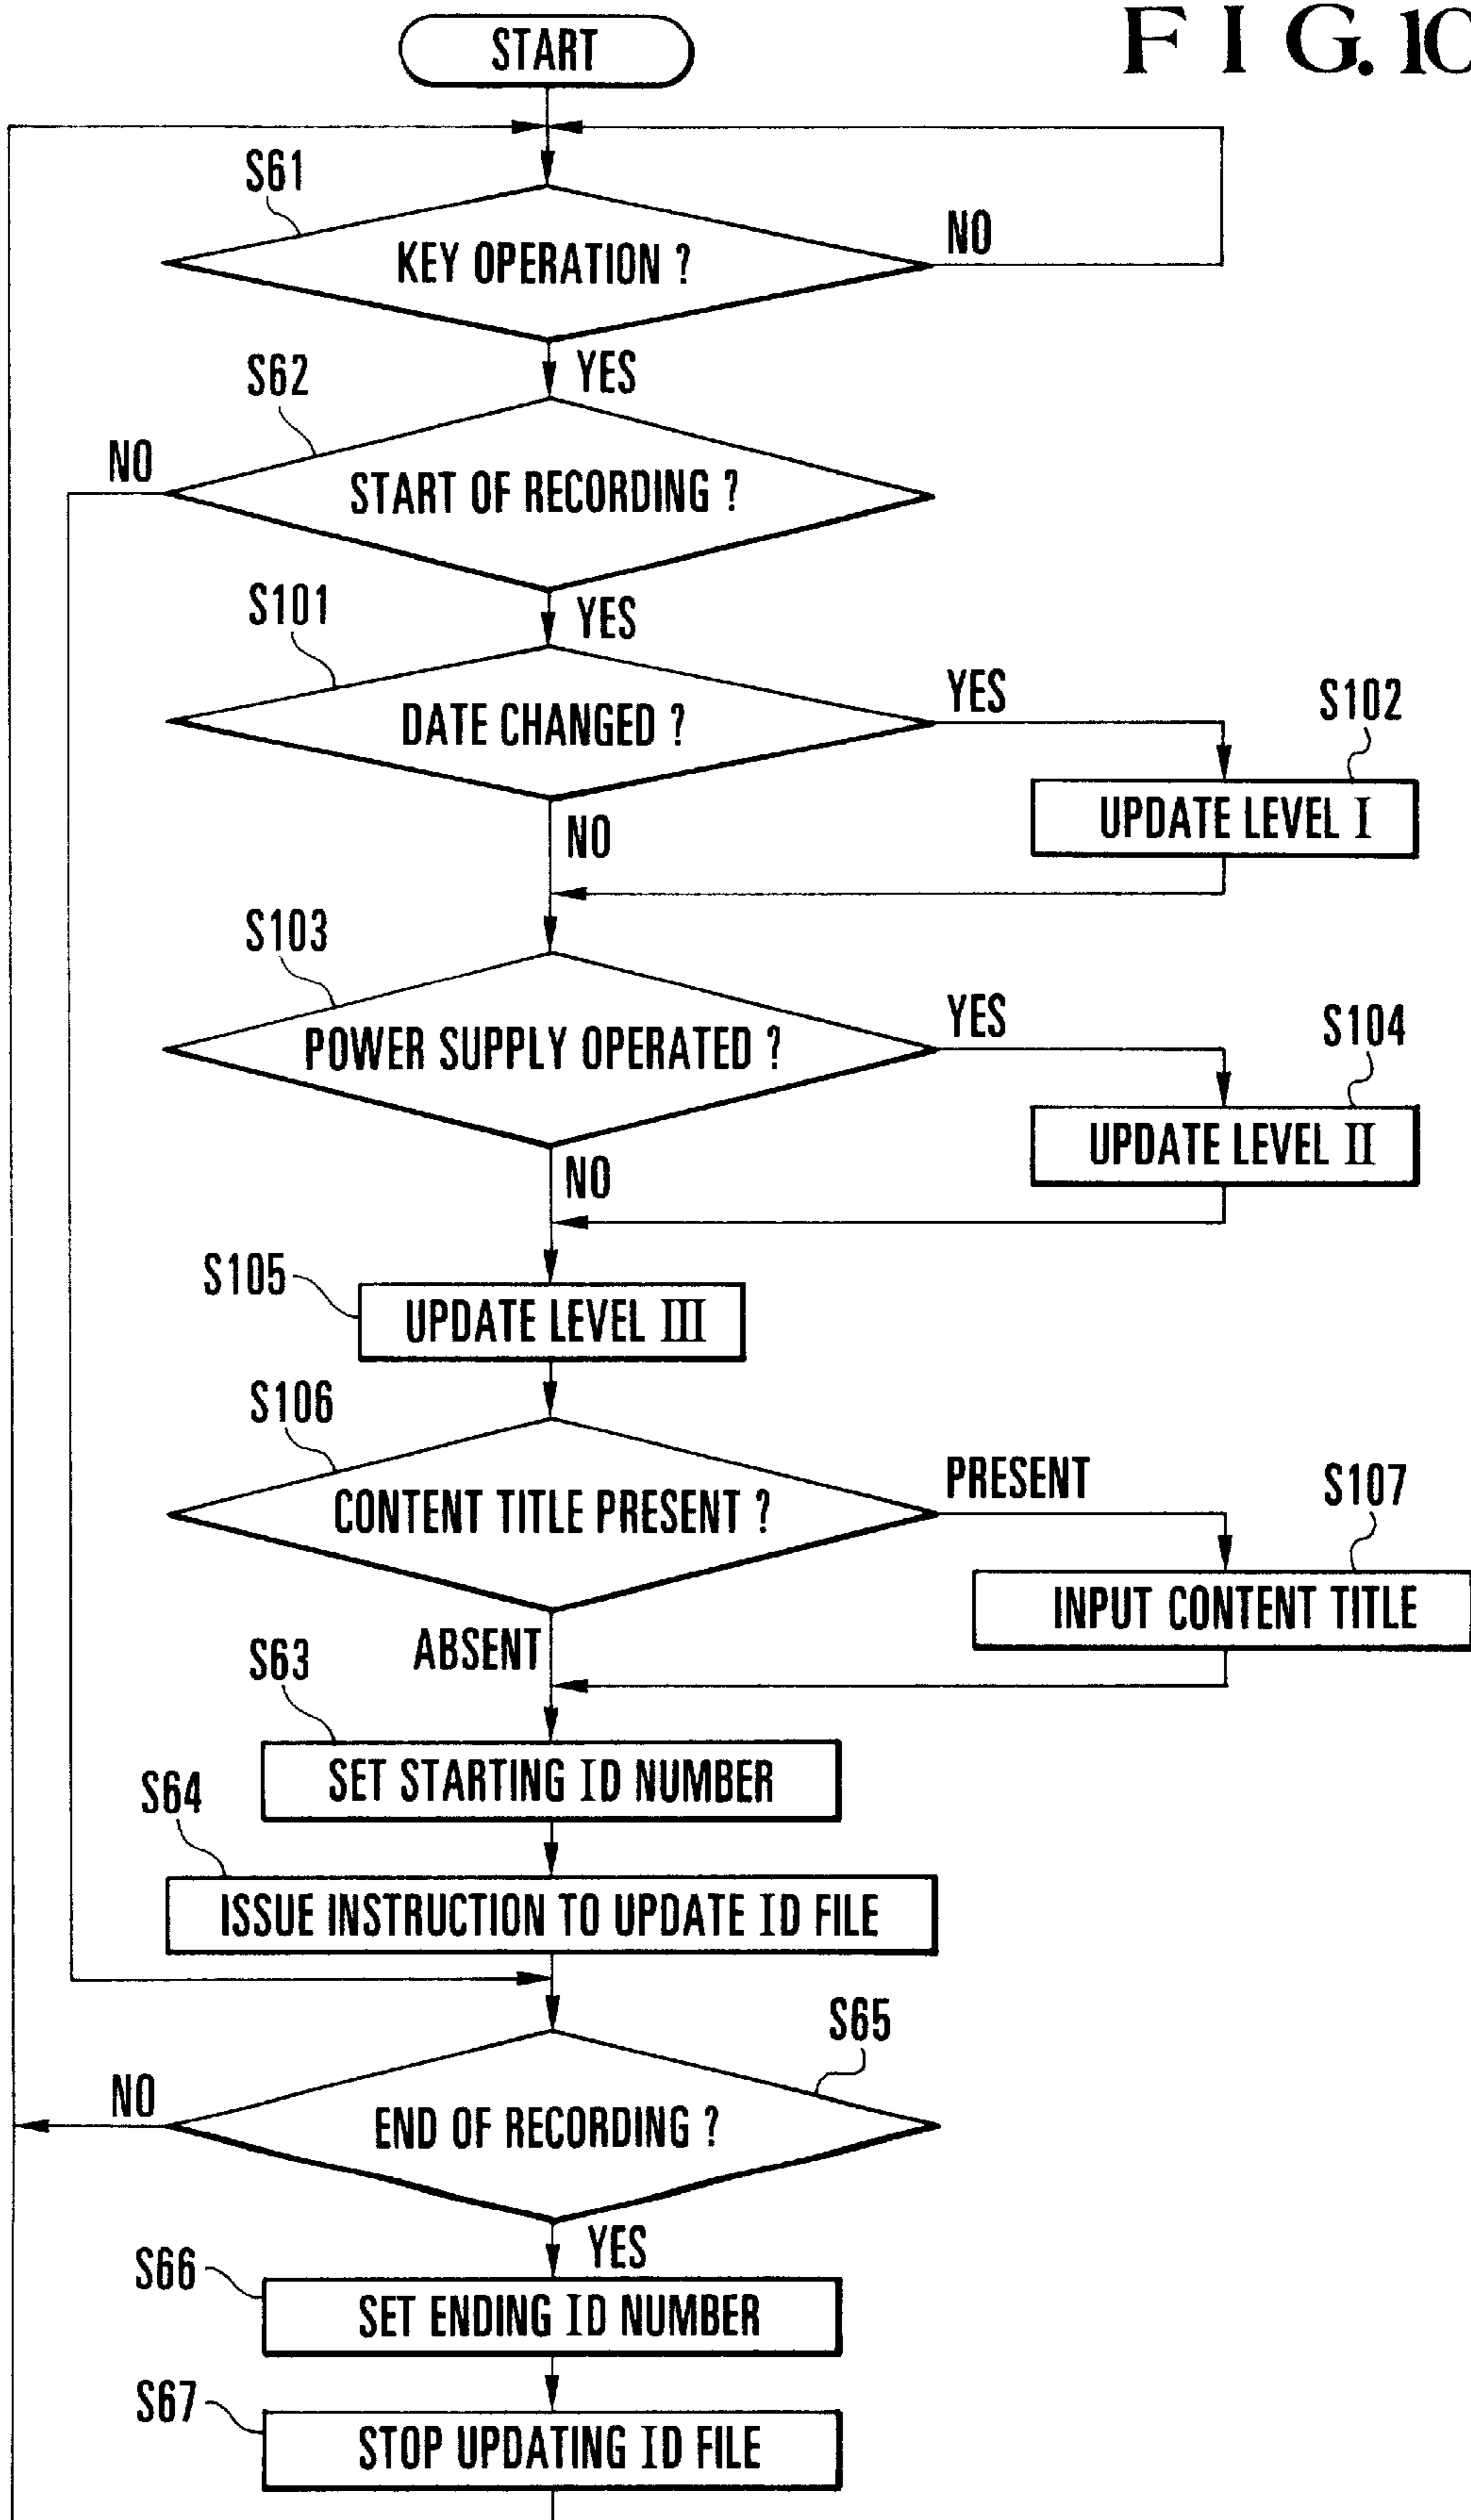 FIG. 10
START
S61
KEY OPERATION ?
NO
YES
S62
NO
START OF RECORDING ?
YES
S101
DATE CHANGED ?
YES
S102
UPDATE LEVEL I
NO
S103
POWER SUPPLY OPERATED ?
YES
S104
UPDATE LEVEL II
NO
S105
UPDATE LEVEL III
S106
CONTENT TITLE PRESENT ?
PRESENT
S107
INPUT CONTENT TITLE
ABSENT
S63
SET STARTING ID NUMBER
S64
ISSUE INSTRUCTION TO UPDATE ID FILE
S65
NO
END OF RECORDING ?
YES
S66
SET ENDING ID NUMBER
S67
STOP UPDATING ID FILE